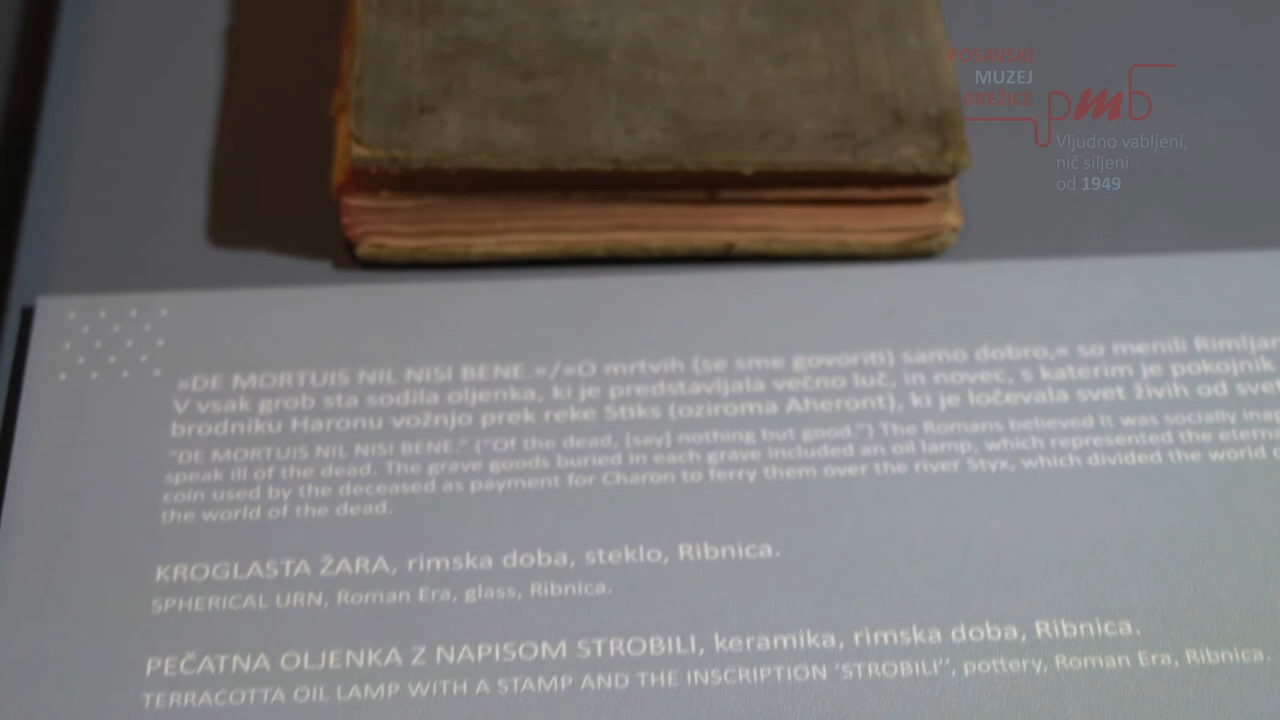 POSAVSKI
MUZEJ
BREŽICE
pmb
Vljudno vabljeni,
nič siljeni
od 1949
»DE MORTUIS NIL NISI BENE.«/»O mrtvih (se sme govoriti) samo dobro,« so menili Rimljan
V vsak grob sta sodila oljenka, ki je predstavljala večno luč, in novec, s katerim je pokojnik
brodniku Haronu vožnjo prek reke Stiks (oziroma Aheront), ki je ločevala svet živih od svet
"DE MORTUIS NIL NISI BENE." ("Of the dead, [say] nothing but good.") The Romans believed it was socially inap
speak ill of the dead. The grave goods buried in each grave included an oil lamp, which represented the eterna
coin used by the deceased as payment for Charon to ferry them over the river Styx, which divided the world o
the world of the dead.
KROGLASTA ŽARA, rimska doba, steklo, Ribnica.
SPHERICAL URN, Roman Era, glass, Ribnica.
PEČATNA OLJENKA Z NAPISOM STROBILI, keramika, rimska doba, Ribnica.
TERRACOTTA OIL LAMP WITH A STAMP AND THE INSCRIPTION 'STROBILI'', pottery, Roman Era, Ribnica.